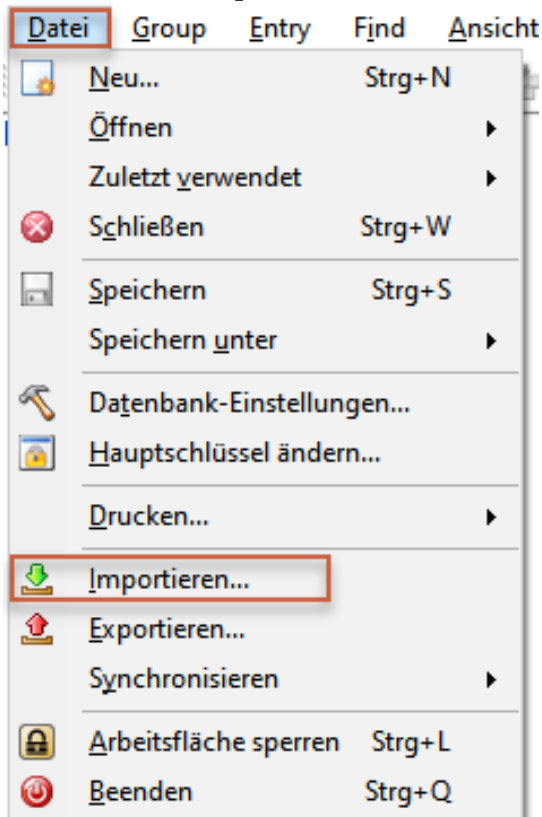 Datei Group Entry Find Ansicht
Neu... Strg+N
Öffnen
Zuletzt verwendet
Schließen Strg+W
Speichern Strg+S
Speichern unter
Datenbank-Einstellungen...
Hauptschlüssel ändern...
Drucken...
Importieren...
Exportieren...
Synchronisieren
Arbeitsfläche sperren Strg+L
Beenden Strg+Q